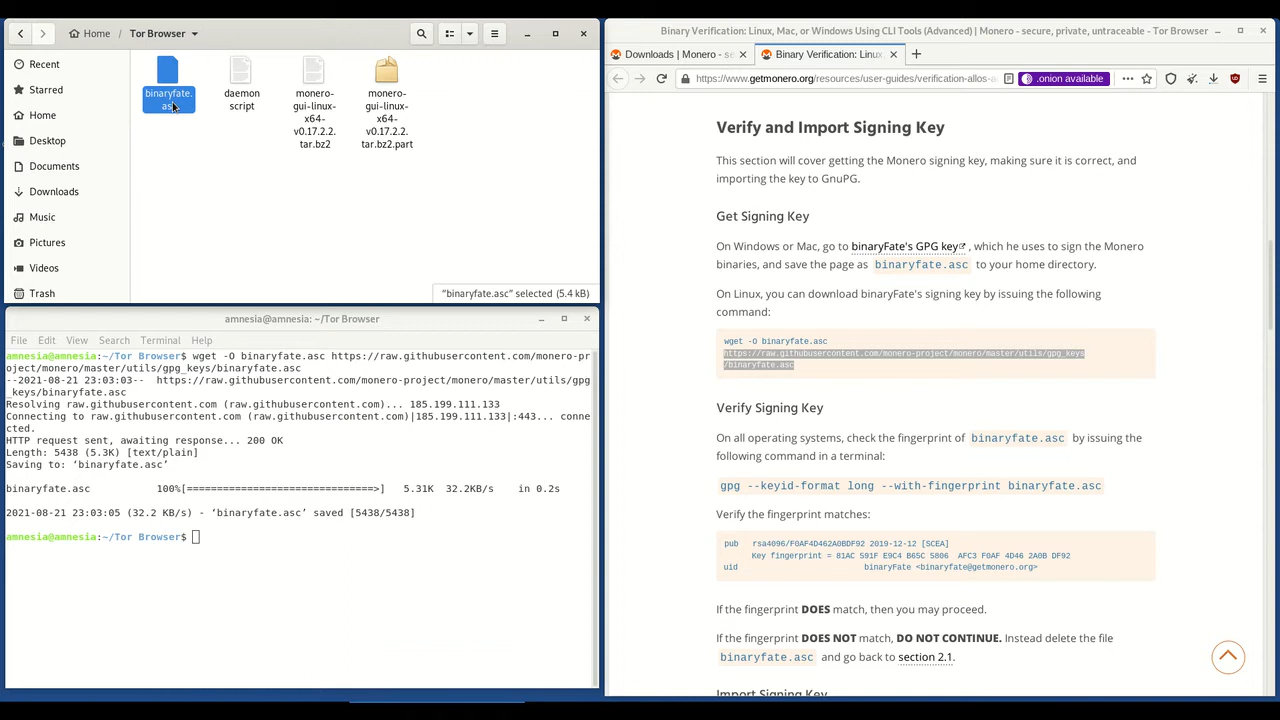 Home / Tor Browser
Recent
Starred
Home
Desktop
Documents
Downloads
Music
Pictures
Videos
Trash
binaryfate.
as
daemon
script
monero-
gui-linux-
x64-
v0.17.2.2.
tar.bz2
monero-
gui-linux-
x64-
v0.17.2.2.
tar.bz2.part
“binaryfate.asc” selected (5.4 kB)
amnesia@amnesia: ~/Tor Browser
File Edit View Search Terminal Help
amnesia@amnesia:~/Tor Browser$ wget -O binaryfate.asc https://raw.githubusercontent.com/monero-pr
oject/monero/master/utils/gpg_keys/binaryfate.asc
--2021-08-21 23:03:03-- https://raw.githubusercontent.com/monero-project/monero/master/utils/gpg
_keys/binaryfate.asc
Resolving raw.githubusercontent.com (raw.githubusercontent.com)... 185.199.111.133
Connecting to raw.githubusercontent.com (raw.githubusercontent.com)|185.199.111.133|:443... conne
cted.
HTTP request sent, awaiting response... 200 OK
Length: 5438 (5.3K) [text/plain]
Saving to: ‘binaryfate.asc’
binaryfate.asc 100%[==============================>] 5.31K 32.2KB/s in 0.2s
2021-08-21 23:03:05 (32.2 KB/s) - ‘binaryfate.asc’ saved [5438/5438]
amnesia@amnesia:~/Tor Browser$
Binary Verification: Linux, Mac, or Windows Using CLI Tools (Advanced) | Monero - secure, private, untraceable - Tor Browser
Downloads | Monero - se
Binary Verification: Linux,
https://www.getmonero.org/resources/user-guides/verification-allos-a
.onion available
Verify and Import Signing Key
This section will cover getting the Monero signing key, making sure it is correct, and
importing the key to GnuPG.
Get Signing Key
On Windows or Mac, go to binaryFate's GPG key , which he uses to sign the Monero
binaries, and save the page as binaryfate.asc to your home directory.
On Linux, you can download binaryFate's signing key by issuing the following
command:
wget -O binaryfate.asc
https://raw.githubusercontent.com/monero-project/monero/master/utils/gpg_keys
/binaryfate.asc
Verify Signing Key
On all operating systems, check the fingerprint of binaryfate.asc by issuing the
following command in a terminal:
gpg --keyid-format long --with-fingerprint binaryfate.asc
Verify the fingerprint matches:
pub rsa4096/F0AF4D462A0BDF92 2019-12-12 [SCEA]
Key fingerprint = 81AC 591F E9C4 B65C 5806 AFC3 F0AF 4D46 2A0B DF92
uid binaryFate <binaryfate@getmonero.org>
If the fingerprint DOES match, then you may proceed.
If the fingerprint DOES NOT match, DO NOT CONTINUE. Instead delete the file
binaryfate.asc and go back to section 2.1.
Import Signing Key